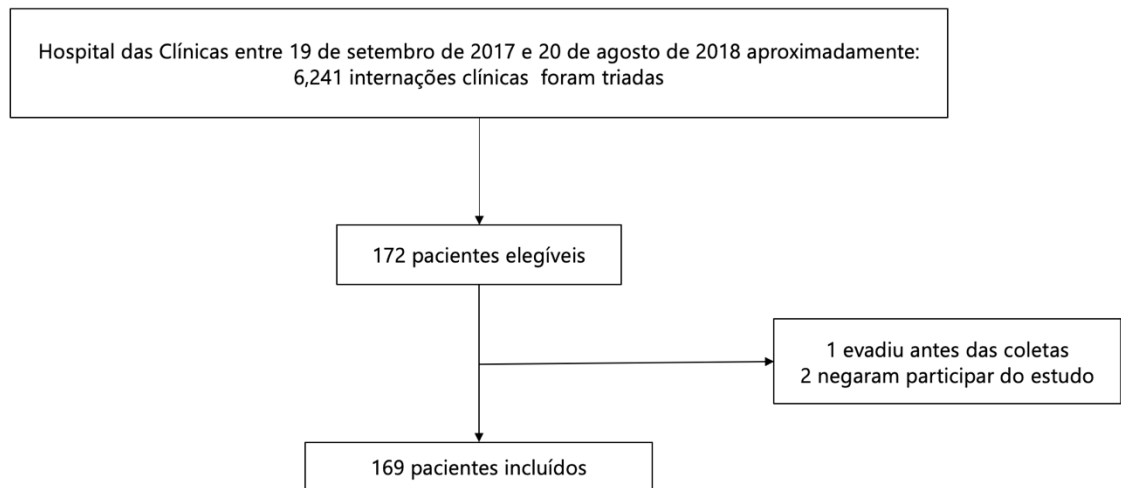 Hospital das Clínicas entre 19 de setembro de 2017 e 20 de agosto de 2018 aproximadamente:
6,241 internações clínicas foram triadas
172 pacientes elegíveis
1 evadiu antes das coletas
2 negaram participar do estudo
169 pacientes incluídos